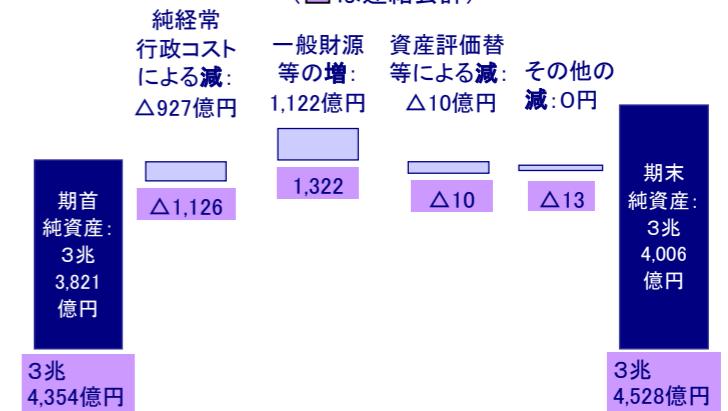 純経常
行政コスト
による減:
△927億円
一般財源
等の増:
1,122億円
資産評価替
等による減:
△10億円
その他の
減:0円
期首
純資産:
3兆
3,821
億円
△1,126
1,322
△10
△13
期末
純資産:
3兆
4,006
億円
3兆
4,354億円
3兆
4,528億円